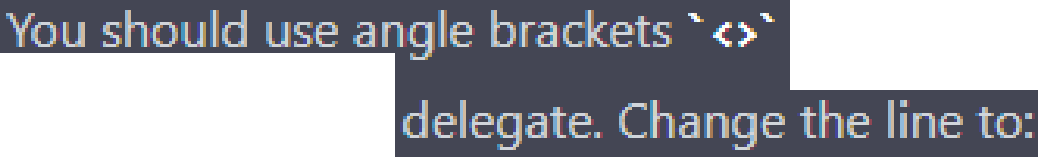 You should use angle brackets `<>`
delegate. Change the line to: